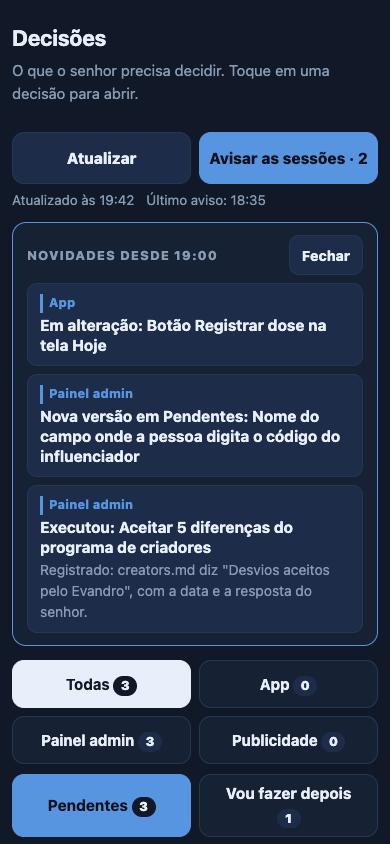 Decisões
O que o senhor precisa decidir. Toque em uma
decisão para abrir.
Atualizar
Avisar as sessões · 2
Atualizado às 19:42 Último aviso: 18:35
NOVIDADES DESDE 19:00
Fechar
App
Em alteração: Botão Registrar dose na
tela Hoje
Painel admin
Nova versão em Pendentes: Nome do
campo onde a pessoa digita o código do
influenciador
Painel admin
Executou: Aceitar 5 diferenças do
programa de criadores
Registrado: creators.md diz "Desvios aceitos
pelo Evandro", com a data e a resposta do
senhor.
Todas 3
App 0
Painel admin 3
Publicidade 0
Pendentes 3
Vou fazer depois
1